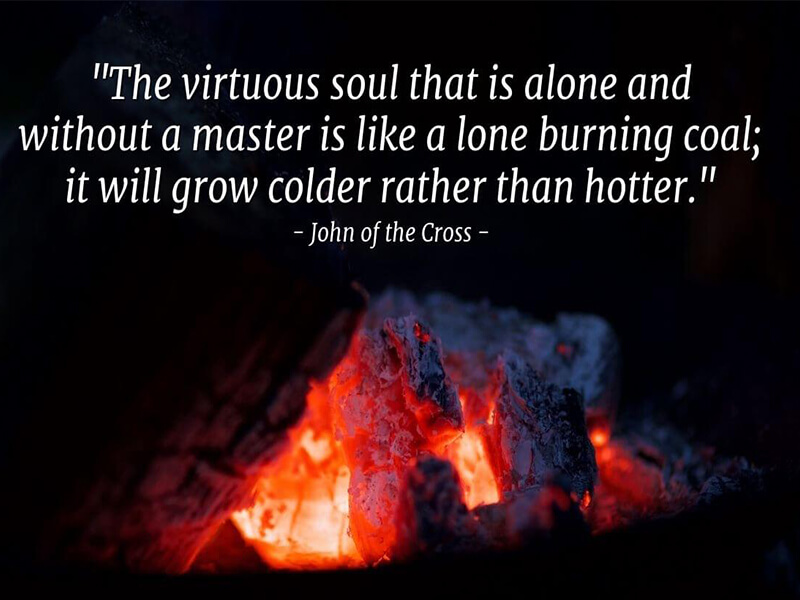 "The virtuous soul that is alone and
without a master is like a lone burning coal;
it will grow colder rather than hotter."
- John of the Cross -